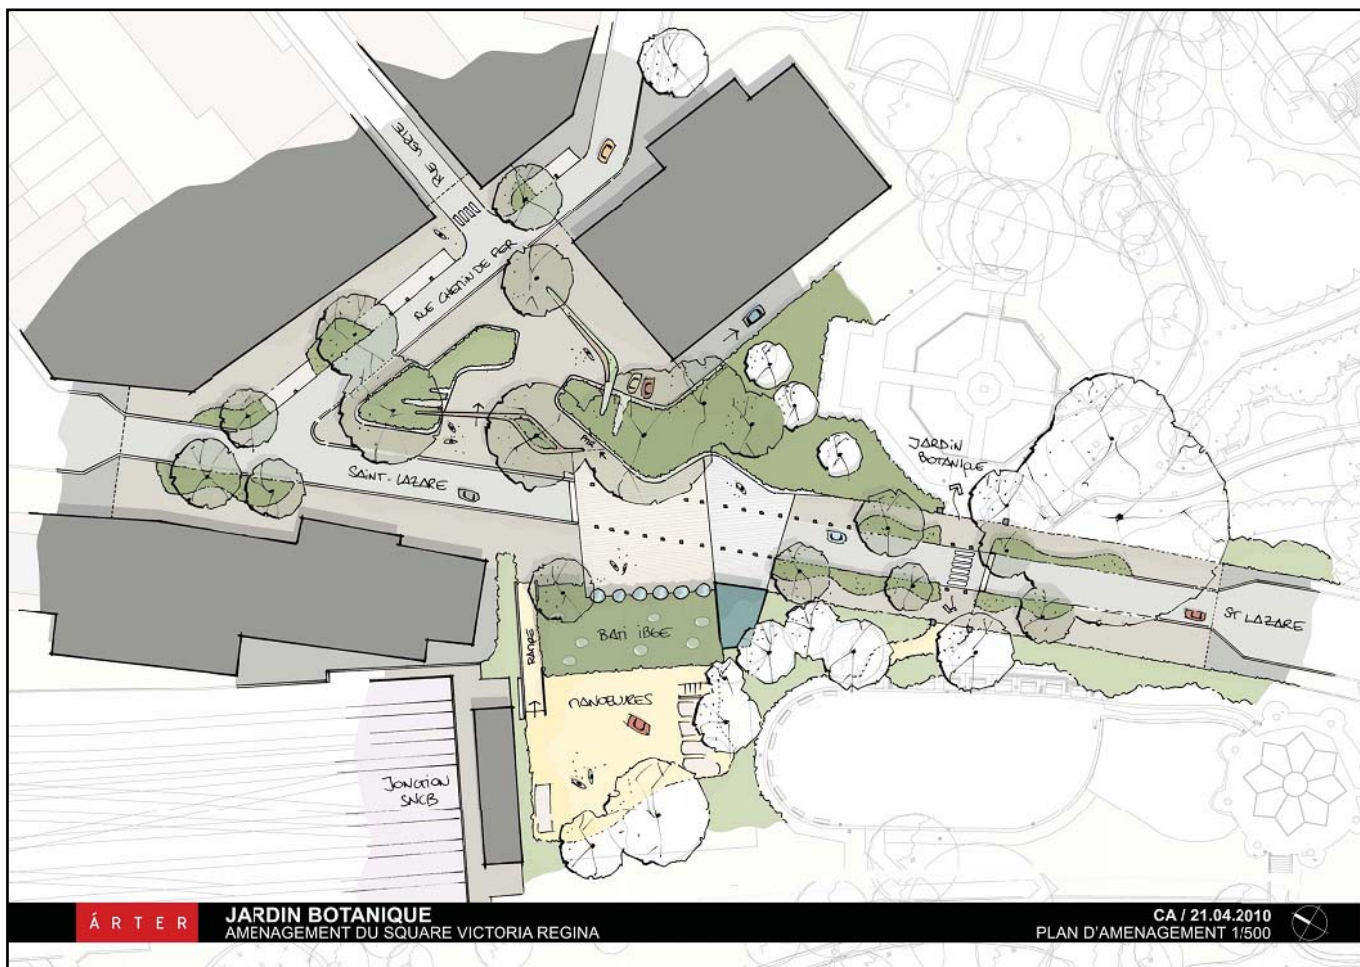 RUE VERTE
RUE CHEMIN DE FER
SAINT-LAZARE
JARDIN
BOTANIQUE
ST LAZARE
BATI IBGE
RAMPE
MANOEUVRES
JONCTION
SNCB
ÁRTER
JARDIN BOTANIQUE
AMENAGEMENT DU SQUARE VICTORIA REGINA
CA / 21.04.2010
PLAN D'AMENAGEMENT 1/500